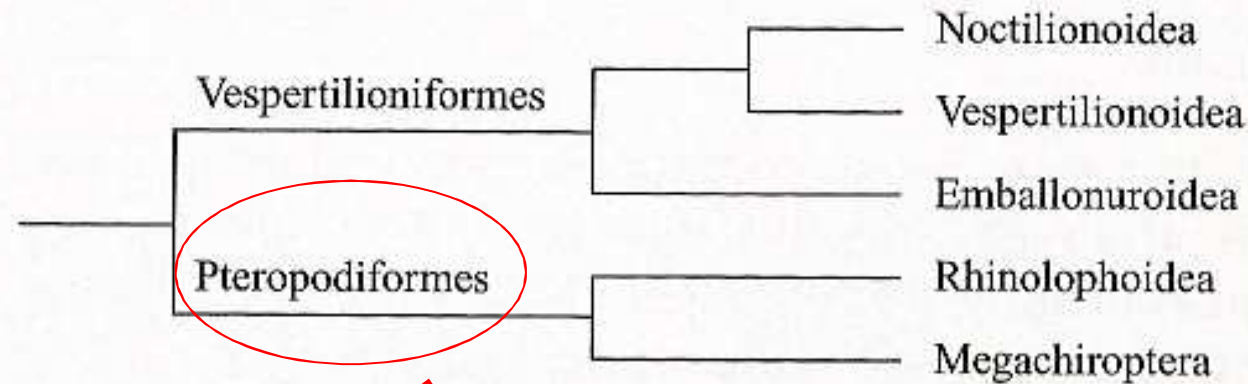 Noctilionoidea
Vespertilioniformes
Vespertilionoidea
Emballonuroidea
Pteropodiformes
Rhinolophoidea
Megachiroptera